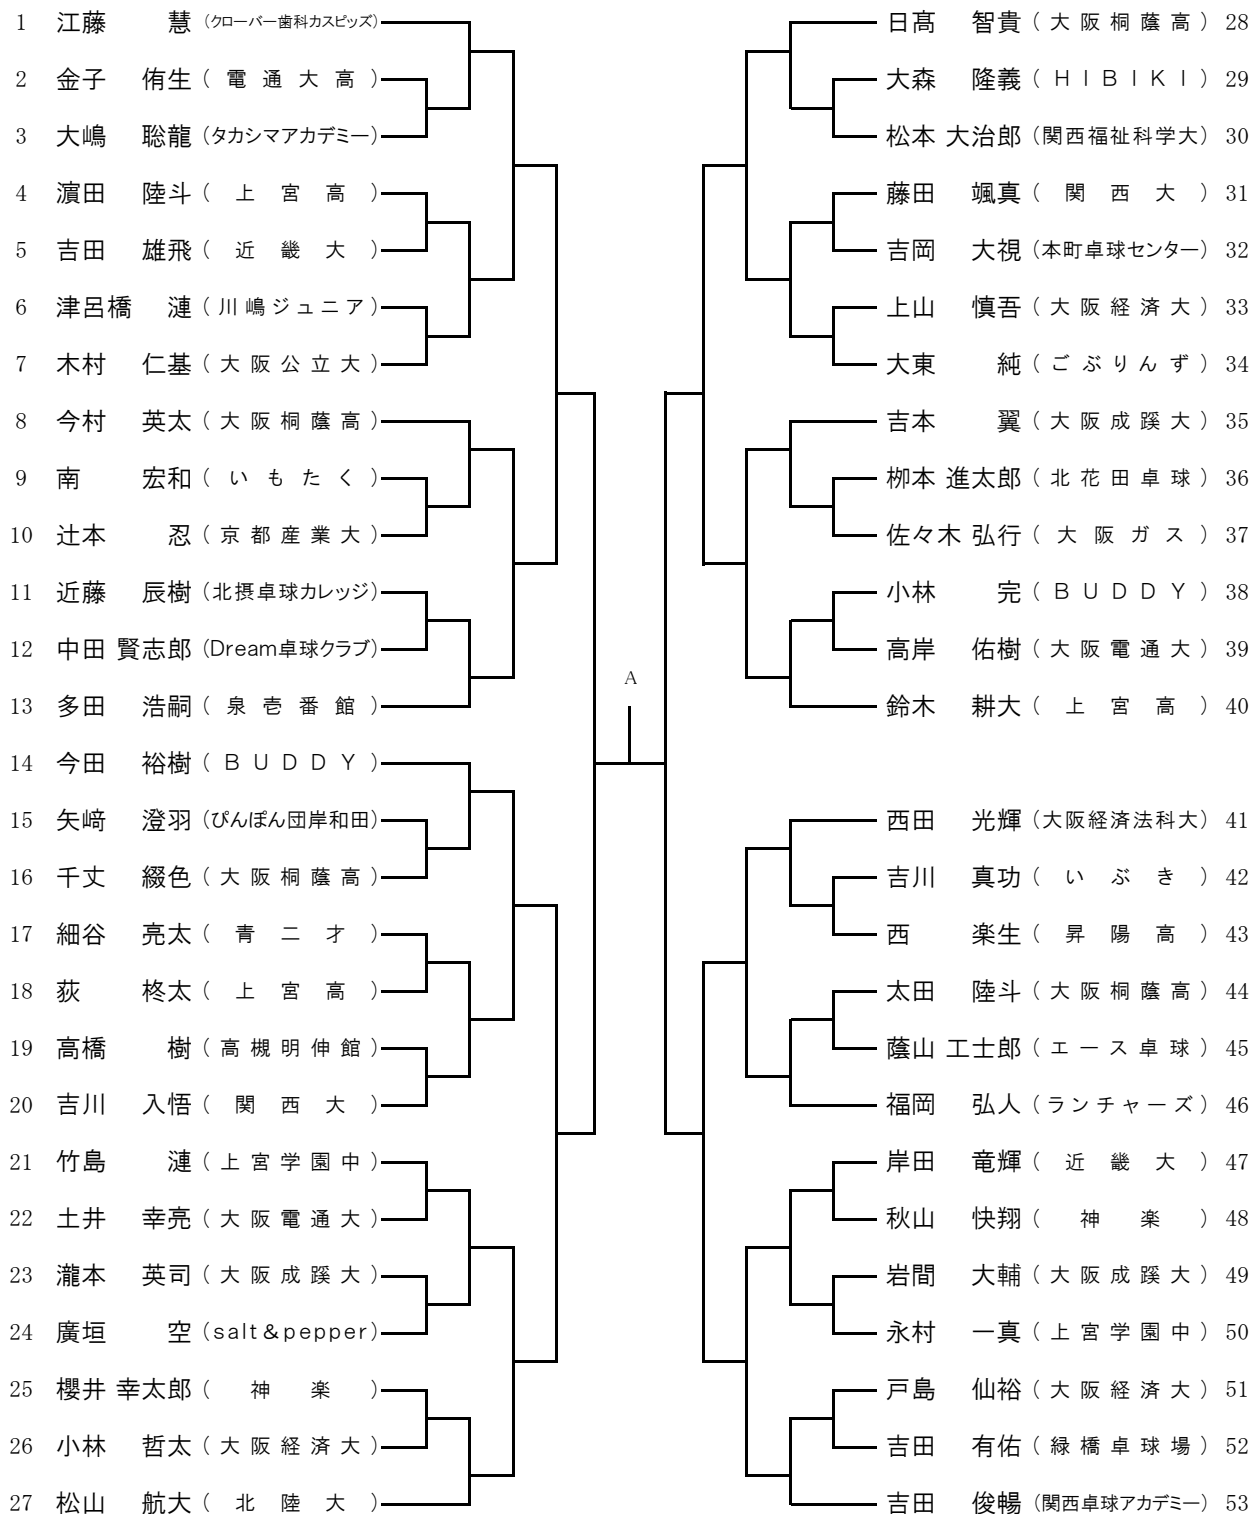 1 江藤 慧 (クローバー歯科カスピッズ)
2 金子 侑生 (電通大高)
3 大嶋 聡龍 (タカシマアカデミー)
4 濵田 陸斗 (上宮高)
5 吉田 雄飛 (近畿大)
6 津呂橋 漣 (川嶋ジュニア)
7 木村 仁基 (大阪公立大)
8 今村 英太 (大阪桐蔭高)
9 南 宏和 (いもたく)
10 辻本 忍 (京都産業大)
11 近藤 辰樹 (北摂卓球カレッジ)
12 中田 賢志郎 (Dream卓球クラブ)
13 多田 浩嗣 (泉壱番館)
14 今田 裕樹 (BUDDY)
15 矢﨑 澄羽 (ぴんぽん団岸和田)
16 千丈 綴色 (大阪桐蔭高)
17 細谷 亮太 (青二才)
18 荻 柊太 (上宮高)
19 高橋 樹 (高槻明伸館)
20 吉川 入悟 (関西大)
21 竹島 漣 (上宮学園中)
22 土井 幸亮 (大阪電通大)
23 瀧本 英司 (大阪成蹊大)
24 廣垣 空 (salt&pepper)
25 櫻井 幸太郎 (神楽)
26 小林 哲太 (大阪経済大)
27 松山 航大 (北陸大)
A
日髙 智貴 (大阪桐蔭高) 28
大森 隆義 (HIBIKI) 29
松本 大治郎 (関西福祉科学大) 30
藤田 颯真 (関西大) 31
吉岡 大視 (本町卓球センター) 32
上山 慎吾 (大阪経済大) 33
大東 純 (ごぶりんず) 34
吉本 翼 (大阪成蹊大) 35
栁本 進太郎 (北花田卓球) 36
佐々木 弘行 (大阪ガス) 37
小林 完 (BUDDY) 38
高岸 佑樹 (大阪電通大) 39
鈴木 耕大 (上宮高) 40
西田 光輝 (大阪経済法科大) 41
吉川 真功 (いぶき) 42
西 楽生 (昇陽高) 43
太田 陸斗 (大阪桐蔭高) 44
蔭山 工士郎 (エース卓球) 45
福岡 弘人 (ランチャーズ) 46
岸田 竜輝 (近畿大) 47
秋山 快翔 (神楽) 48
岩間 大輔 (大阪成蹊大) 49
永村 一真 (上宮学園中) 50
戸島 仙裕 (大阪経済大) 51
吉田 有佑 (緑橋卓球場) 52
吉田 俊暢 (関西卓球アカデミー) 53